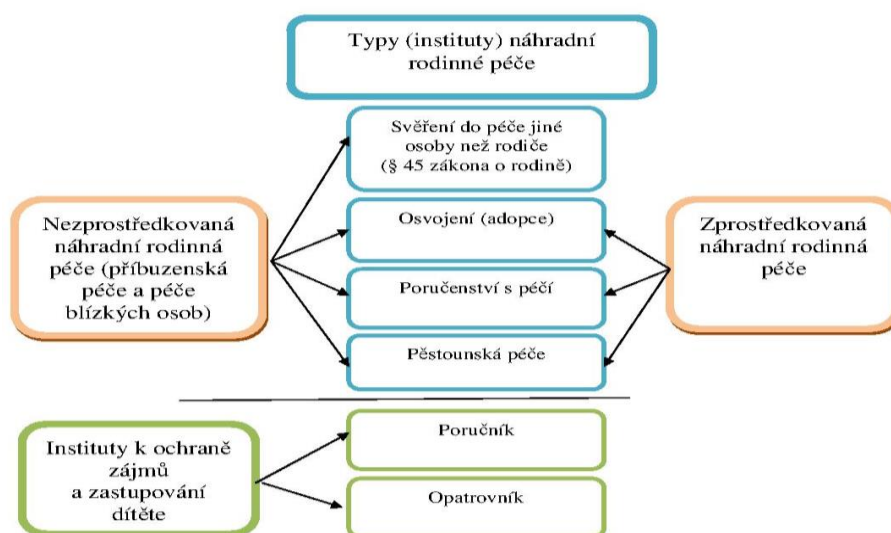 Typy (instituty) náhradní
rodinné péče
Svěření do péče jiné
osoby než rodiče
(§ 45 zákona o rodině)
Nezprostředkovaná
náhradní rodinná
péče (příbuzenská
péče a péče
blízkých osob)
Osvojení (adopce)
Poručenství s péčí
Pěstounská péče
Zprostředkovaná
náhradní rodinná
péče
Instituty k ochraně
zájmů
a zastupování
dítěte
Poručník
Opatrovník